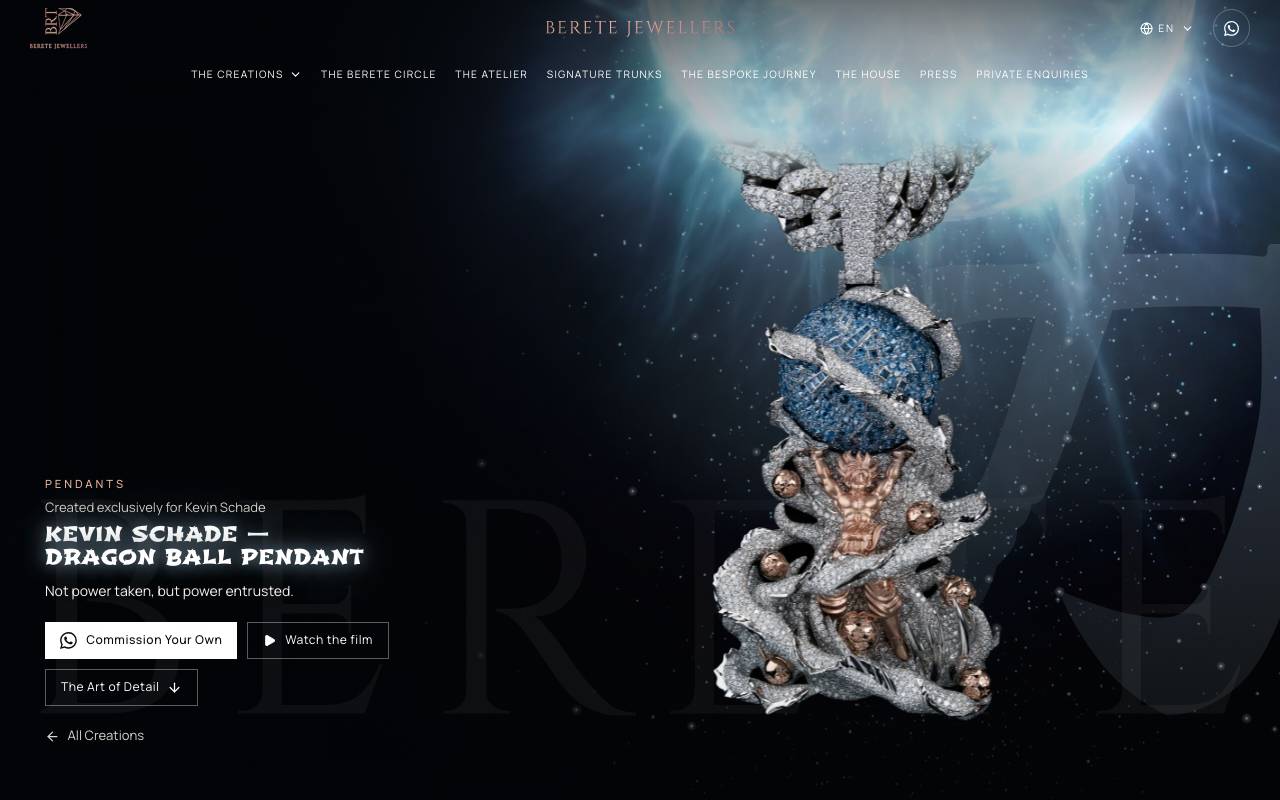 BRT
BERETE JEWELLERS
BERETE JEWELLERS
EN
THE CREATIONS
THE BERETE CIRCLE
THE ATELIER
SIGNATURE TRUNKS
THE BESPOKE JOURNEY
THE HOUSE
PRESS
PRIVATE ENQUIRIES
PENDANTS
Created exclusively for Kevin Schade
KEVIN SCHADE —
DRAGON BALL PENDANT
Not power taken, but power entrusted.
Commission Your Own
Watch the film
The Art of Detail
All Creations
BERETE
7